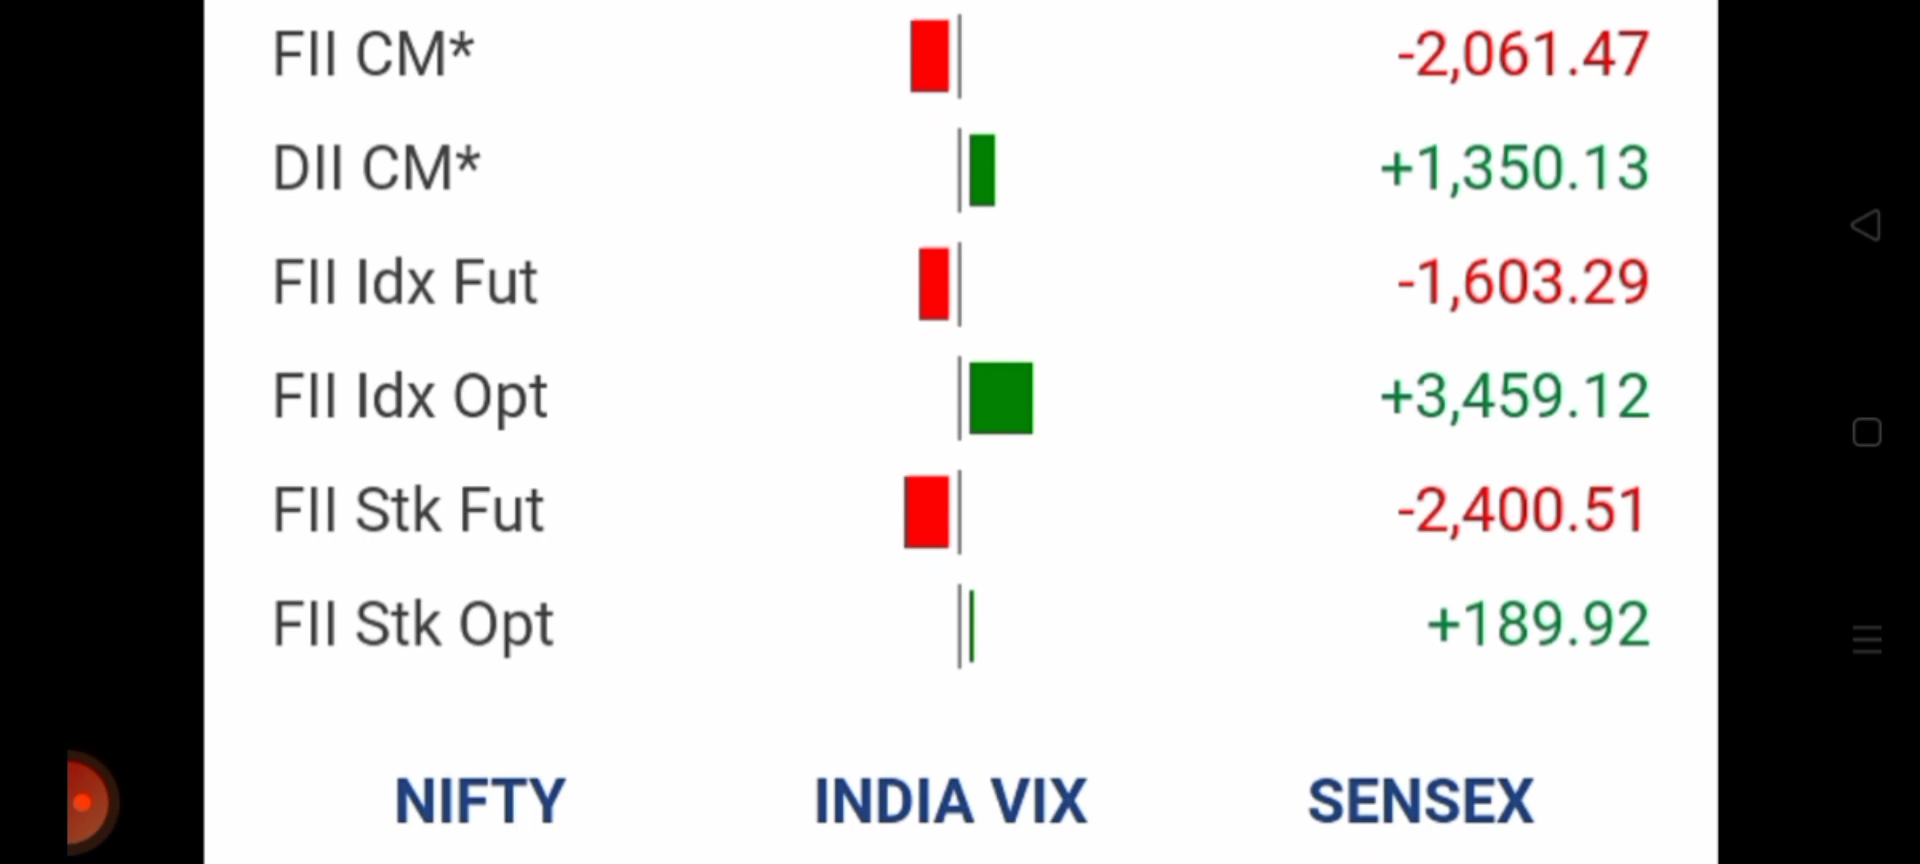 FII CM* -2,061.47
DII CM* +1,350.13
FII Idx Fut -1,603.29
FII Idx Opt +3,459.12
FII Stk Fut -2,400.51
FII Stk Opt +189.92
NIFTY INDIA VIX SENSEX